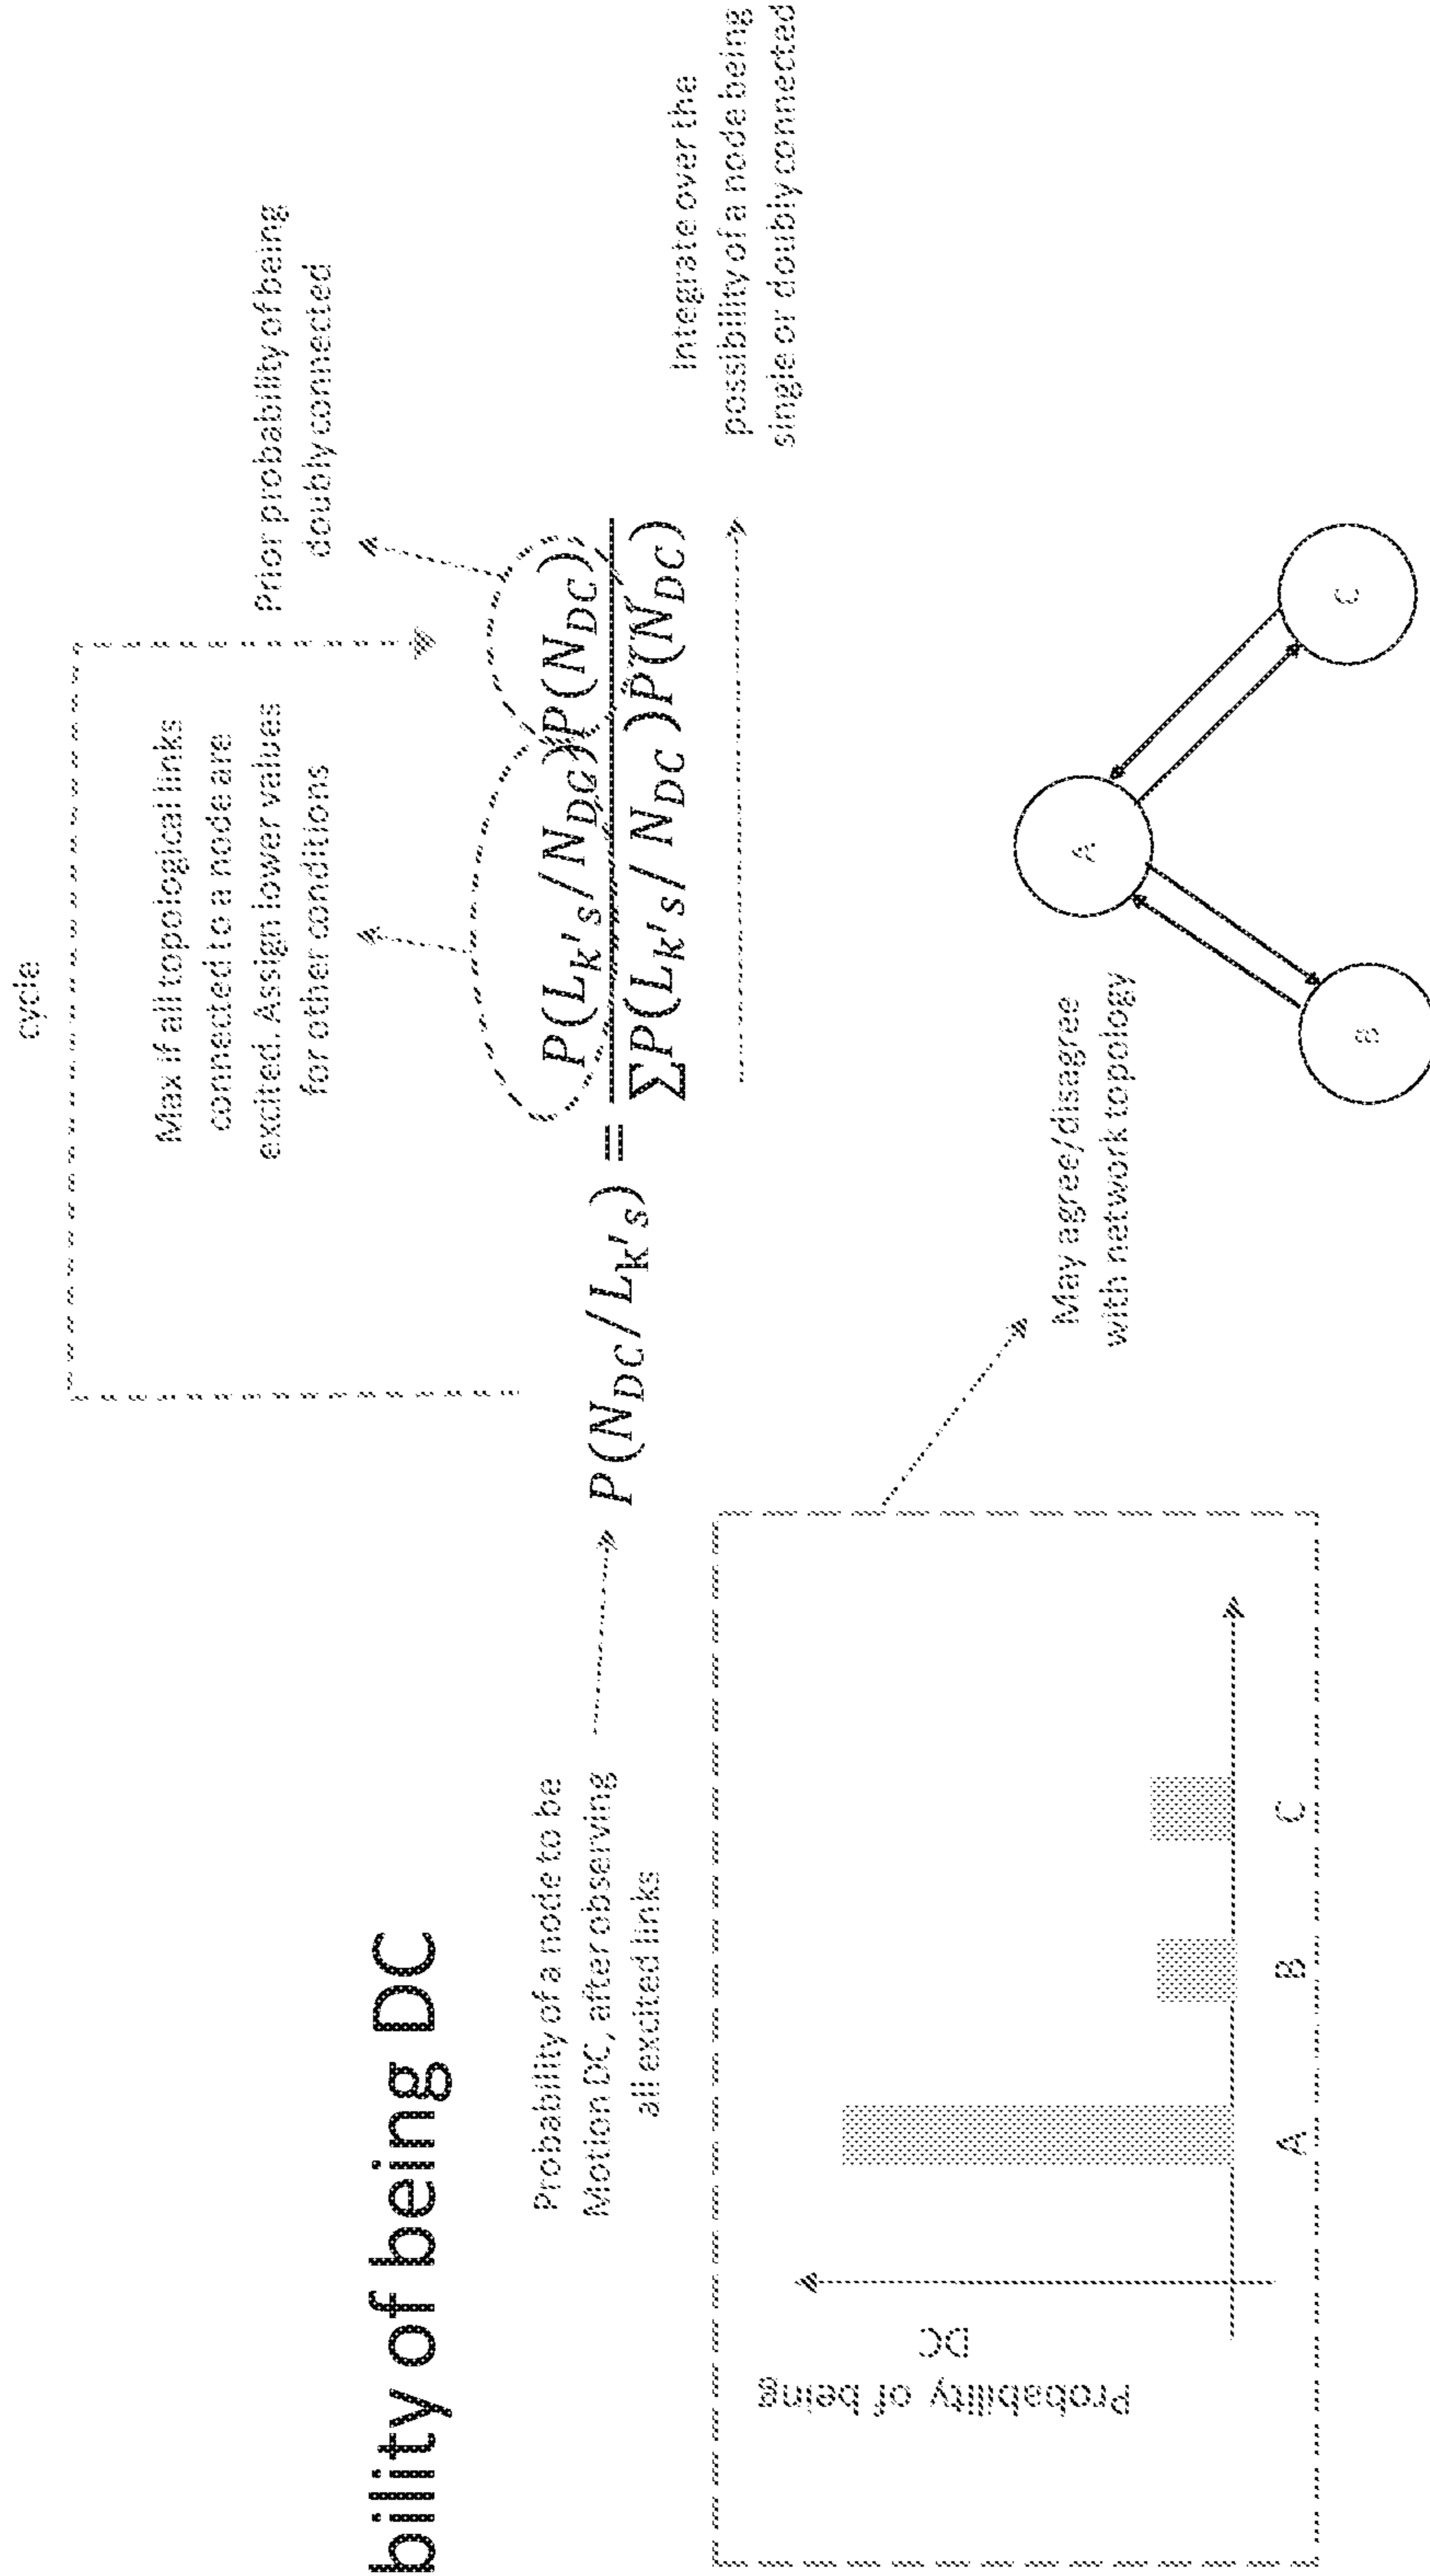 cycle
bility of being DC
Max if all topological links
connected to a node are
excited. Assign lower values
for other conditions
Prior probability of being
doubly connected
Probability of a node to be
Motion DC, after observing
all excited links
P(N_DC/L_k's) = P(L_k's/N_DC)P(N_DC)
ΣP(L_k's/ N_DC )P(N_DC)
Integrate over the
possibility of a node being
single or doubly connected
Probability of being
DC
A B C
May agree/disagree
with network topology
A
B
C